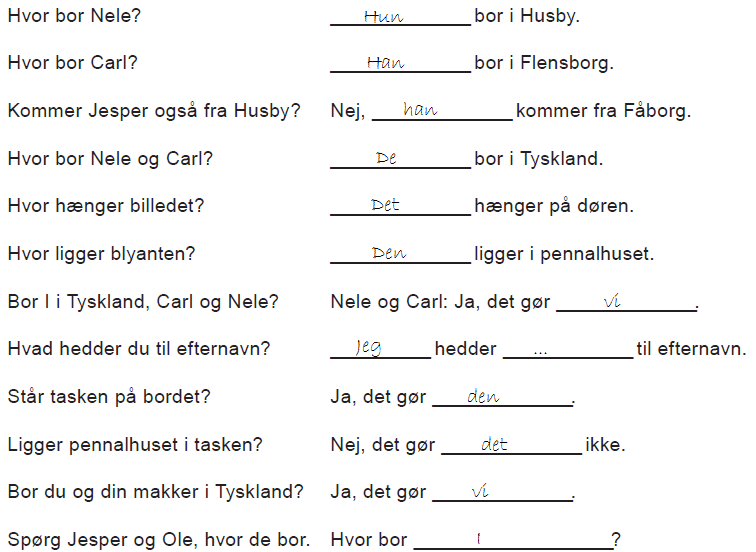 Hvor bor Nele? Hun bor i Husby.
Hvor bor Carl? Han bor i Flensborg.
Kommer Jesper også fra Husby? Nej, han kommer fra Fåborg.
Hvor bor Nele og Carl? De bor i Tyskland.
Hvor hænger billedet? Det hænger på døren.
Hvor ligger blyanten? Den ligger i pennalhuset.
Bor I i Tyskland, Carl og Nele? Nele og Carl: Ja, det gør vi.
Hvad hedder du til efternavn? Jeg hedder ... til efternavn.
Står tasken på bordet? Ja, det gør den.
Ligger pennalhuset i tasken? Nej, det gør det ikke.
Bor du og din makker i Tyskland? Ja, det gør vi.
Spørg Jesper og Ole, hvor de bor. Hvor bor I?